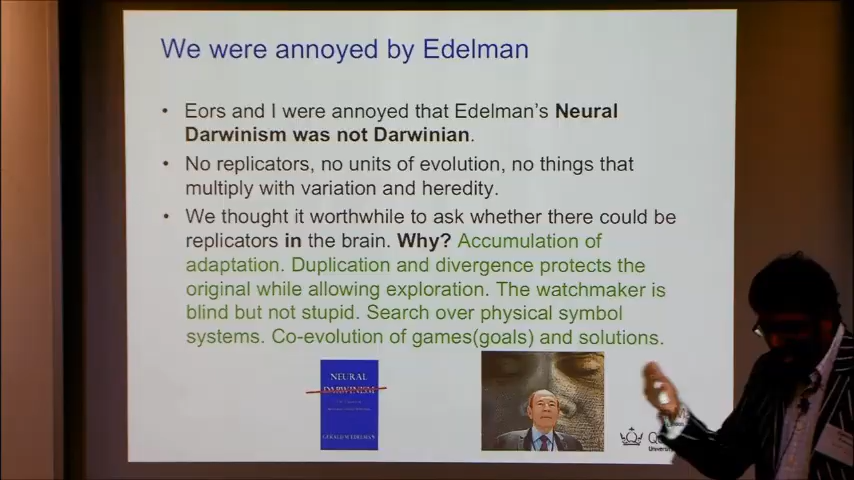 We were annoyed by Edelman
• Eors and I were annoyed that Edelman's Neural
Darwinism was not Darwinian.
• No replicators, no units of evolution, no things that
multiply with variation and heredity.
• We thought it worthwhile to ask whether there could be
replicators in the brain. Why? Accumulation of
adaptation. Duplication and divergence protects the
original while allowing exploration. The watchmaker is
blind but not stupid. Search over physical symbol
systems. Co-evolution of games(goals) and solutions.
NEURAL
DARWINISM
GERALD M. EDELMAN